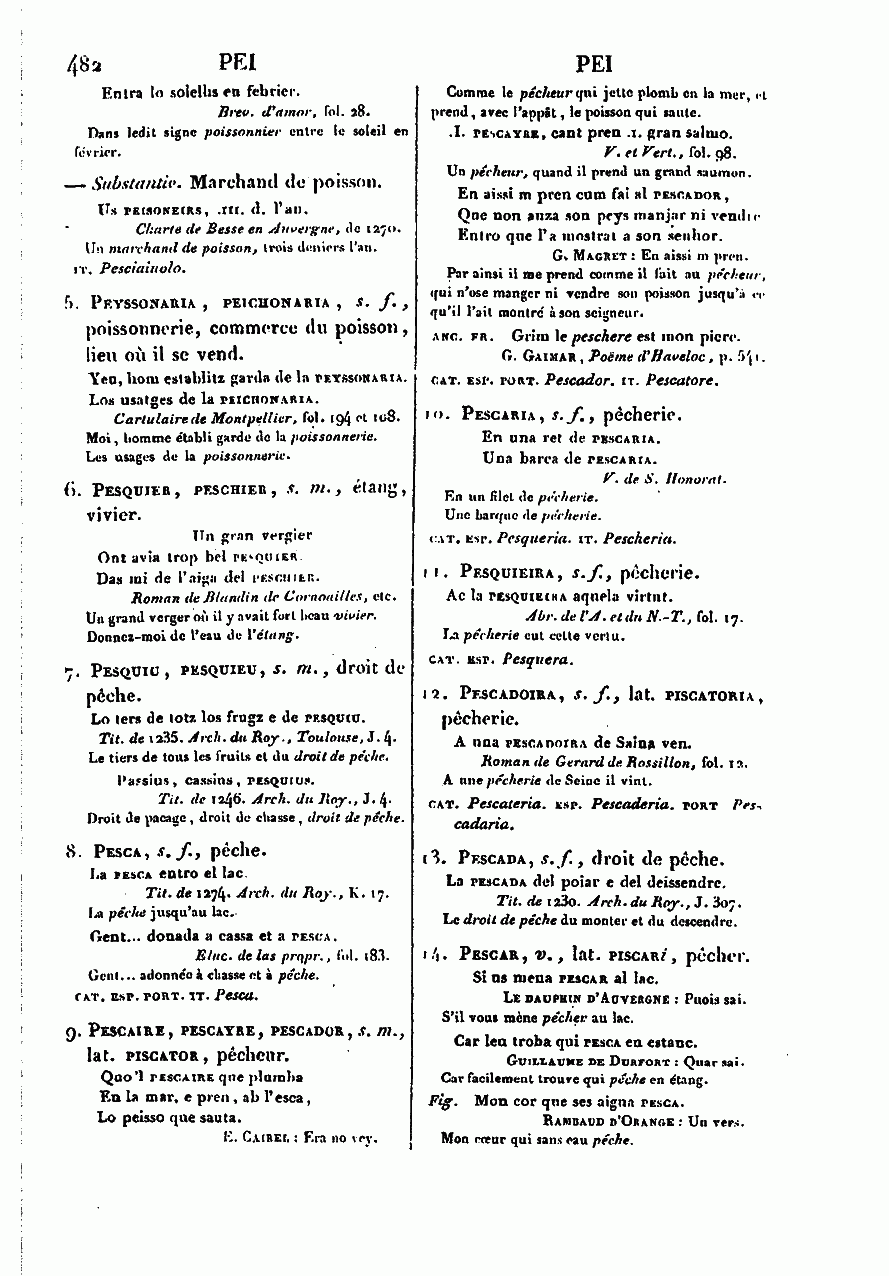 482 PEI PEI
Entra lo solelhs en febrier.
Brev. d'amor, fol. 28.
Dans ledit signe poissonnier entre le soleil en
février.
— Substantiv. Marchand de poisson.
Us PEISONEIRS, .III. d. l'an.
Charte de Besse en Auvergne, de 1270.
Un marchand de poisson, trois deniers l'an.
IT. Pesciaiuolo.
5. PEYSSONARIA, PEICHONARIA, s. f.,
poissonnerie, commerce du poisson,
lieu où il se vend.
Yeu, hom establitz garda de la PEYSSONARIA.
Los usatges de la PEICHONARIA.
Cartulaire de Montpellier, fol. 194 et 108.
Moi, homme établi garde de la poissonnerie.
Les usages de la poissonnerie.
6. PESQUIER, PESCHIER, s. m., étang,
vivier.
Un gran vergier
Ont avia trop bel PESQUIER.
Das mi de l'aiga del PESCHIER.
Roman de Blandin de Cornouailles, etc.
Un grand verger où il y avait fort beau vivier.
Donnez-moi de l'eau de l'étang.
7. PESQUIU, PESQUIEU, s. m., droit de
pêche.
Lo ters de totz los frugz e de PESQUIU.
Tit. de 1235. Arch. du Roy., Toulouse, J. 4.
Le tiers de tous les fruits et du droit de pêche.
Passius, cassius, PESQUIUS.
Tit. de 1246. Arch. du Roy., J. 4.
Droit de pacage, droit de chasse, droit de pêche.
8. PESCA, s. f., pêche.
La PESCA entro el lac.
Tit. de 1274. Arch. du Roy., K. 17.
La pêche jusqu'au lac.
Gent... donada a cassa et a PESCA.
Eluc. de las propr., fol. 183.
Gent... adonnée à chasse et à pêche.
CAT. ESP. PORT. IT. Pesca.
9. PESCAIRE, PESCAYRE, PESCADOR, s. m.,
lat. PISCATOR, pêcheur.
Quo'l PESCAIRE que plomba
En la mar, e pren, ab l'esca,
Lo peisso que sauta.
E. CAIREL : Era no vey.
Comme le pêcheur qui jette plomb en la mer, et
prend, avec l'appât, le poisson qui saute.
.I. PESCAYRE, cant pren .I. gran salmo.
V. et Vert., fol. 98.
Un pêcheur, quand il prend un grand saumon.
En aissi m pren cum fai al PESCADOR,
Que non auza son peys manjar ni vendre
Entro que l'a mostrat a son senhor.
G. MAGRET : En aissi m pren.
Par ainsi il me prend comme il fait au pêcheur,
qui n'ose manger ni vendre son poisson jusqu'à ce
qu'il l'ait montré à son seigneur.
ANC. FR. Grim le peschere est mon piere.
G. GAIMAR, Poëme d'Haveloc, p. 541.
CAT. ESP. PORT. Pescador. IT. Pescatore.
10. PESCARIA, s. f., pêcherie.
En una ret de PESCARIA.
Una barca de PESCARIA.
V. de S. Honorat.
En un filet de pêcherie.
Une barque de pêcherie.
CAT. ESP. Pesqueria. IT. Pescheria.
11. PESQUIEIRA, s. f., pêcherie.
Ac la PESQUIEIRA aquela virtut.
Abr. de l'A. et du N.-T., fol. 17.
La pêcherie eut cette vertu.
CAT. ESP. Pesquera.
12. PESCADOIRA, s. f., lat. PISCATORIA,
pêcherie.
A una PESCADOIRA de Saina ven.
Roman de Gerard de Rossillon, fol. 12.
A une pêcherie de Seine il vint.
CAT. Pescateria. ESP. Pescaderia. PORT Pes-
cadaria.
13. PESCADA, s. f., droit de pêche.
La PESCADA del poiar e del deissendre.
Tit. de 1230. Arch. du Roy., J. 307.
Le droit de pêche du monter et du descendre.
14. PESCAR, v., lat. PISCARi, pêcher.
Si us mena PESCAR al lac.
LE DAUPHIN D'AUVERGNE : Puois sai.
S'il vous mène pêcher au lac.
Car leu troba qui PESCA en estanc.
GUILLAUME DE DURFORT : Quar sai.
Car facilement trouve qui pêche en étang.
Fig. Mon cor que ses aigua PESCA.
RAMBAUD D'ORANGE : Un vers.
Mon cœur qui sans eau pêche.